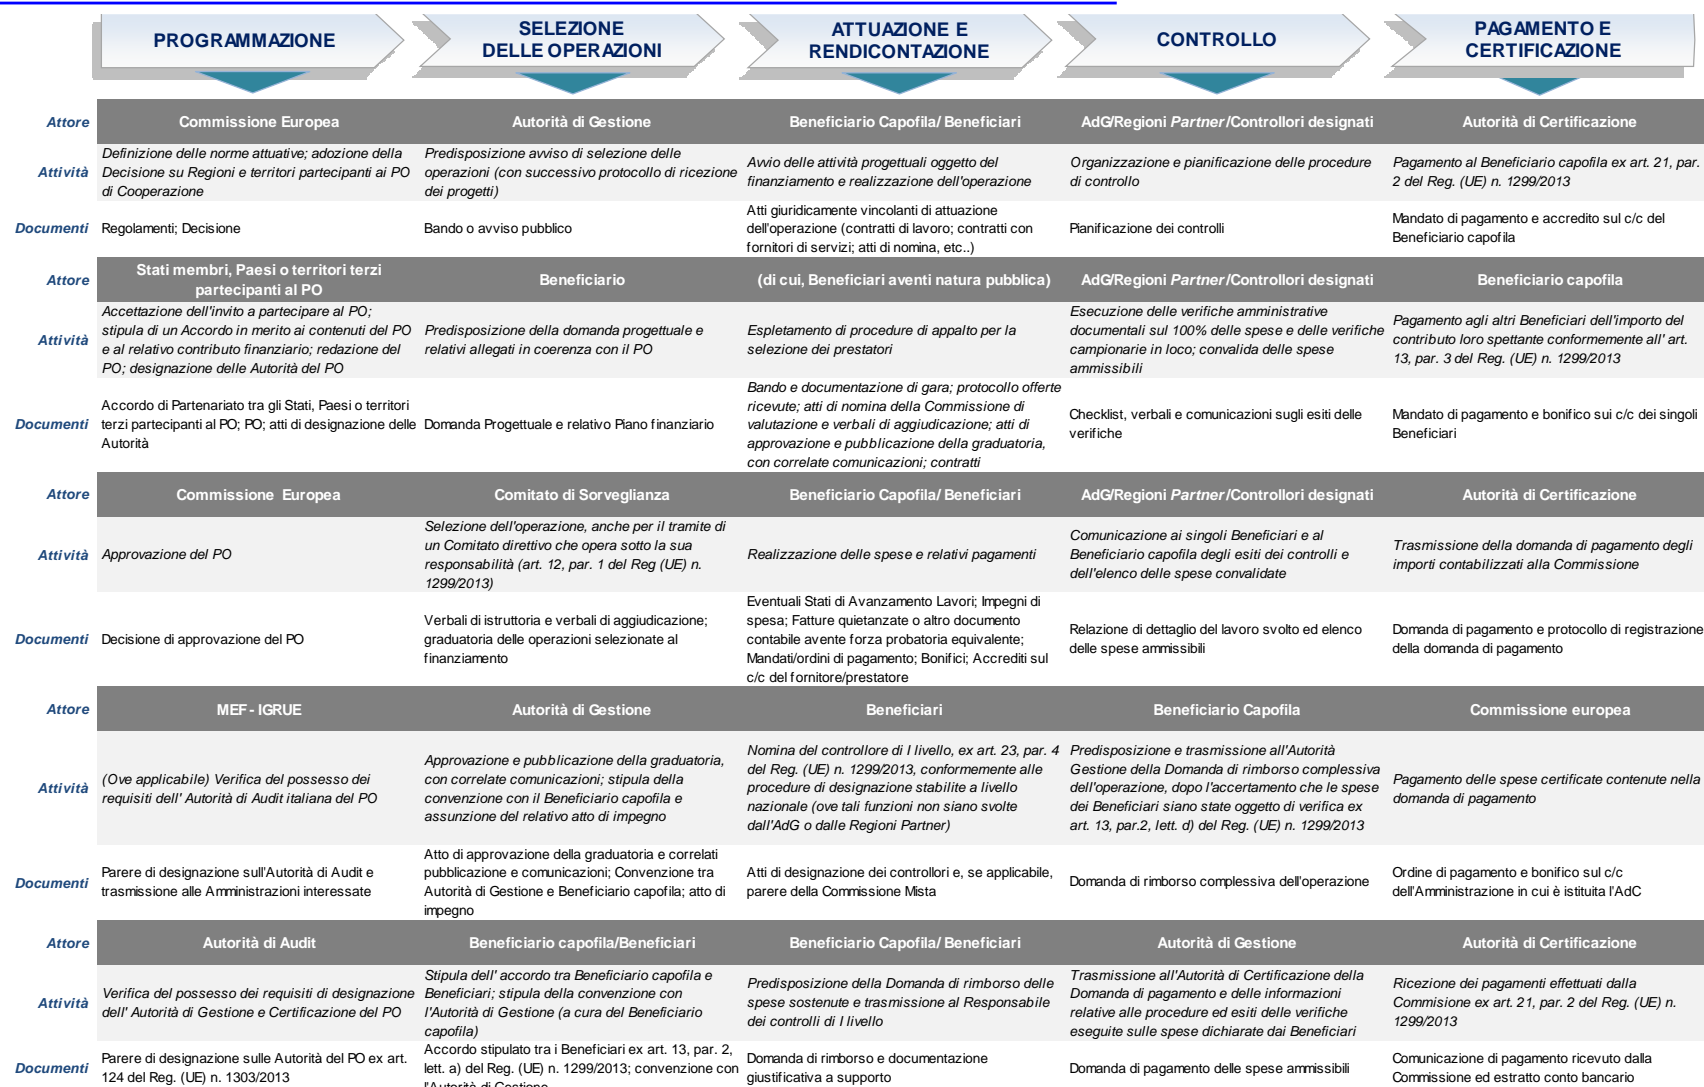 PROGRAMMAZIONE
SELEZIONE
DELLE OPERAZIONI
ATTUAZIONE E
RENDICONTAZIONE
CONTROLLO
PAGAMENTO E
CERTIFICAZIONE
Attore
Commissione Europea
Autorità di Gestione
Beneficiario Capofila/ Beneficiari
AdG/Regioni Partner/Controllori designati
Autorità di Certificazione
Attività
Definizione delle norme attuative; adozione della
Decisione su Regioni e territori partecipanti ai PO
di Cooperazione
Predisposizione avviso di selezione delle
operazioni (con successivo protocollo di ricezione
dei progetti)
Avvio delle attività progettuali oggetto del
finanziamento e realizzazione dell'operazione
Organizzazione e pianificazione delle procedure
di controllo
Pagamento al Beneficiario capofila ex art. 21, par.
2 del Reg. (UE) n. 1299/2013
Documenti
Regolamenti; Decisione
Bando o avviso pubblico
Atti giuridicamente vincolanti di attuazione
dell'operazione (contratti di lavoro; contratti con
fornitori di servizi; atti di nomina, etc..)
Pianificazione dei controlli
Mandato di pagamento e accredito sul c/c del
Beneficiario capofila
Attore
Stati membri, Paesi o territori terzi
partecipanti al PO
Beneficiario
(di cui, Beneficiari aventi natura pubblica)
AdG/Regioni Partner/Controllori designati
Beneficiario capofila
Attività
Accettazione dell'invito a partecipare al PO;
stipula di un Accordo in merito ai contenuti del PO
e al relativo contributo finanziario; redazione del
PO; designazione delle Autorità del PO
Predisposizione della domanda progettuale e
relativi allegati in coerenza con il PO
Espletamento di procedure di appalto per la
selezione dei prestatori
Esecuzione delle verifiche amministrative
documentali sul 100% delle spese e delle verifiche
campionarie in loco; convalida delle spese
ammissibili
Pagamento agli altri Beneficiari dell'importo del
contributo loro spettante conformemente all' art.
13, par. 3 del Reg. (UE) n. 1299/2013
Documenti
Accordo di Partenariato tra gli Stati, Paesi o territori
terzi partecipanti al PO; PO; atti di designazione delle
Autorità
Domanda Progettuale e relativo Piano finanziario
Bando e documentazione di gara; protocollo offerte
ricevute; atti di nomina della Commissione di
valutazione e verbali di aggiudicazione; atti di
approvazione e pubblicazione della graduatoria,
con correlate comunicazioni; contratti
Checklist, verbali e comunicazioni sugli esiti delle
verifiche
Mandato di pagamento e bonifico sui c/c dei singoli
Beneficiari
Attore
Commissione Europea
Comitato di Sorveglianza
Beneficiario Capofila/ Beneficiari
AdG/Regioni Partner/Controllori designati
Autorità di Certificazione
Attività
Approvazione del PO
Selezione dell'operazione, anche per il tramite di
un Comitato direttivo che opera sotto la sua
responsabilità (art. 12, par. 1 del Reg (UE) n.
1299/2013)
Realizzazione delle spese e relativi pagamenti
Comunicazione ai singoli Beneficiari e al
Beneficiario capofila degli esiti dei controlli e
dell'elenco delle spese convalidate
Trasmissione della domanda di pagamento degli
importi contabilizzati alla Commissione
Documenti
Decisione di approvazione del PO
Verbali di istruttoria e verbali di aggiudicazione;
graduatoria delle operazioni selezionate al
finanziamento
Eventuali Stati di Avanzamento Lavori; Impegni di
spesa; Fatture quietanzate o altro documento
contabile avente forza probatoria equivalente;
Mandati/ordini di pagamento; Bonifici; Accrediti sul
c/c del fornitore/prestatore
Relazione di dettaglio del lavoro svolto ed elenco
delle spese ammissibili
Domanda di pagamento e protocollo di registrazione
della domanda di pagamento
Attore
MEF - IGRUE
Autorità di Gestione
Beneficiari
Beneficiario Capofila
Commissione europea
Attività
(Ove applicabile) Verifica del possesso dei
requisiti dell' Autorità di Audit italiana del PO
Approvazione e pubblicazione della graduatoria,
con correlate comunicazioni; stipula della
convenzione con il Beneficiario capofila e
assunzione del relativo atto di impegno
Nomina del controllore di I livello, ex art. 23, par. 4
del Reg. (UE) n. 1299/2013, conformemente alle
procedure di designazione stabilite a livello
nazionale (ove tali funzioni non siano svolte
dall'AdG o dalle Regioni Partner)
Predisposizione e trasmissione all'Autorità
Gestione della Domanda di rimborso complessiva
dell'operazione, dopo l'accertamento che le spese
dei Beneficiari siano state oggetto di verifica ex
art. 13, par.2, lett. d) del Reg. (UE) n. 1299/2013
Pagamento delle spese certificate contenute nella
domanda di pagamento
Documenti
Parere di designazione sull'Autorità di Audit e
trasmissione alle Amministrazioni interessate
Atto di approvazione della graduatoria e correlati
pubblicazione e comunicazioni; Convenzione tra
Autorità di Gestione e Beneficiario capofila; atto di
impegno
Atti di designazione dei controllori e, se applicabile,
parere della Commissione Mista
Domanda di rimborso complessiva dell'operazione
Ordine di pagamento e bonifico sul c/c
dell'Amministrazione in cui è istituita l'AdC
Attore
Autorità di Audit
Beneficiario capofila/Beneficiari
Beneficiario Capofila/ Beneficiari
Autorità di Gestione
Autorità di Certificazione
Attività
Verifica del possesso dei requisiti di designazione
dell' Autorità di Gestione e Certificazione del PO
Stipula dell' accordo tra Beneficiario capofila e
Beneficiari; stipula della convenzione con
l'Autorità di Gestione (a cura del Beneficiario
capofila)
Predisposizione della Domanda di rimborso delle
spese sostenute e trasmissione al Responsabile
dei controlli di I livello
Trasmissione all'Autorità di Certificazione della
Domanda di pagamento e delle informazioni
relative alle procedure ed esiti delle verifiche
eseguite sulle spese dichiarate dai Beneficiari
Ricezione dei pagamenti effettuati dalla
Commisione ex art. 21, par. 2 del Reg. (UE) n.
1299/2013
Documenti
Parere di designazione sulle Autorità del PO ex art.
124 del Reg. (UE) n. 1303/2013
Accordo stipulato tra i Beneficiari ex art. 13, par. 2,
lett. a) del Reg. (UE) n. 1299/2013; convenzione con
l'Autorità di Gestione
Domanda di rimborso e documentazione
giustificativa a supporto
Domanda di pagamento delle spese ammissibili
Comunicazione di pagamento ricevuto dalla
Commissione ed estratto conto bancario